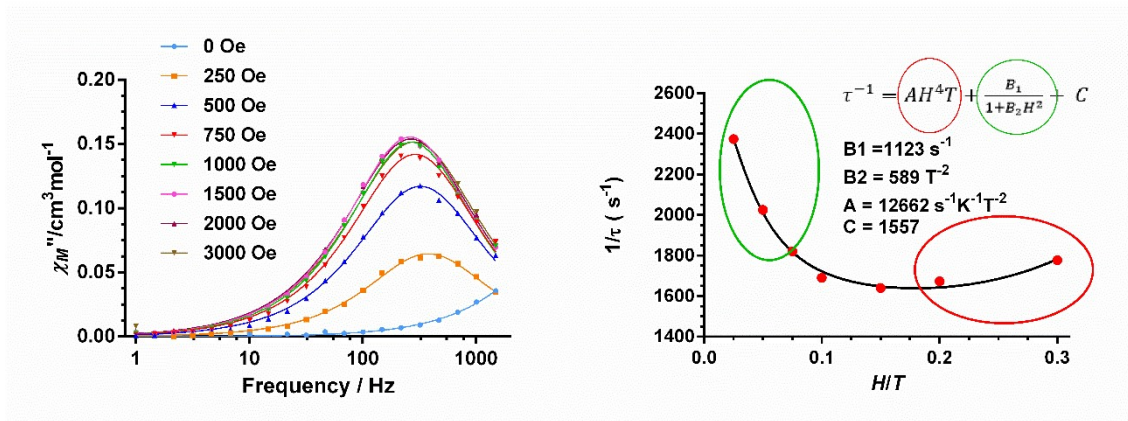 0 Oe
250 Oe
500 Oe
750 Oe
1000 Oe
1500 Oe
2000 Oe
3000 Oe
0.20
0.15
0.10
0.05
0.00
χM''/cm³mol⁻¹
1 10 100 1000
Frequency / Hz
2600
2400
2200
2000
1800
1600
1400
1/τ ( s⁻¹)
τ⁻¹ = AH⁴T + B₁/(1+B₂H²) + C
B1 =1123 s⁻¹
B2 = 589 T⁻²
A = 12662 s⁻¹K⁻¹T⁻²
C = 1557
0.0 0.1 0.2 0.3
H/T